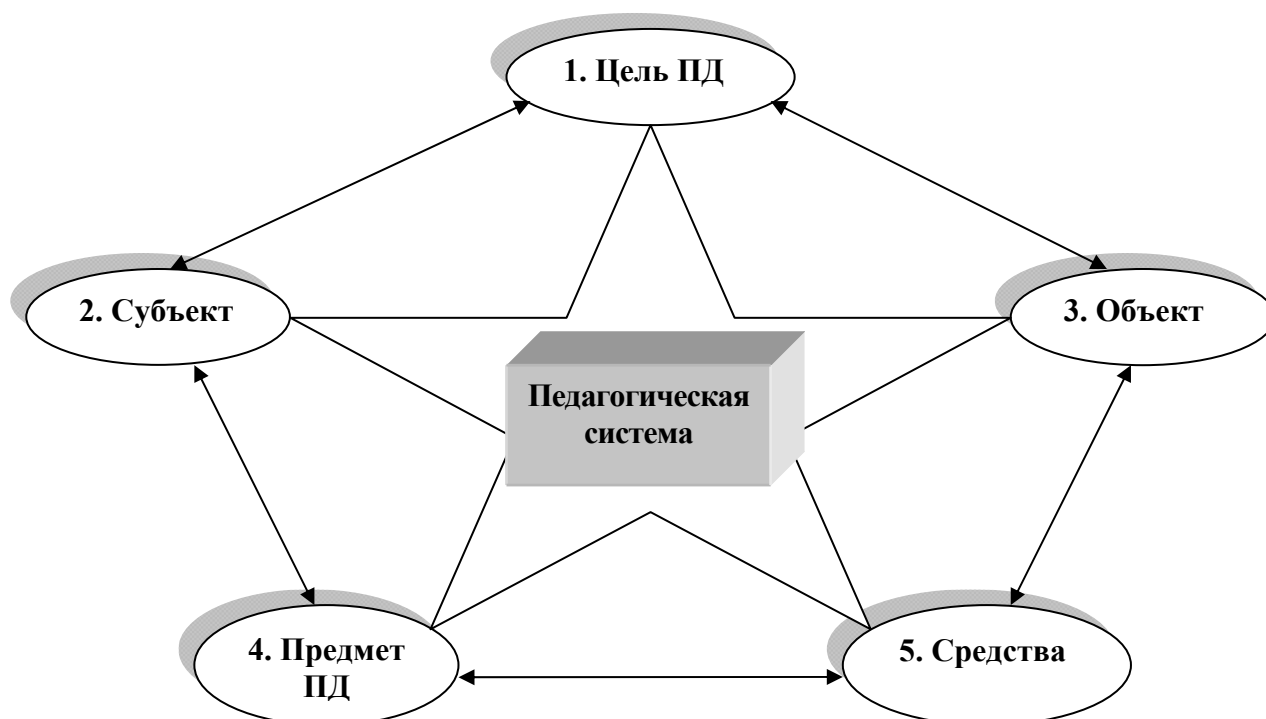 1. Цель ПД
2. Субъект
3. Объект
Педагогическая
система
4. Предмет
ПД
5. Средства